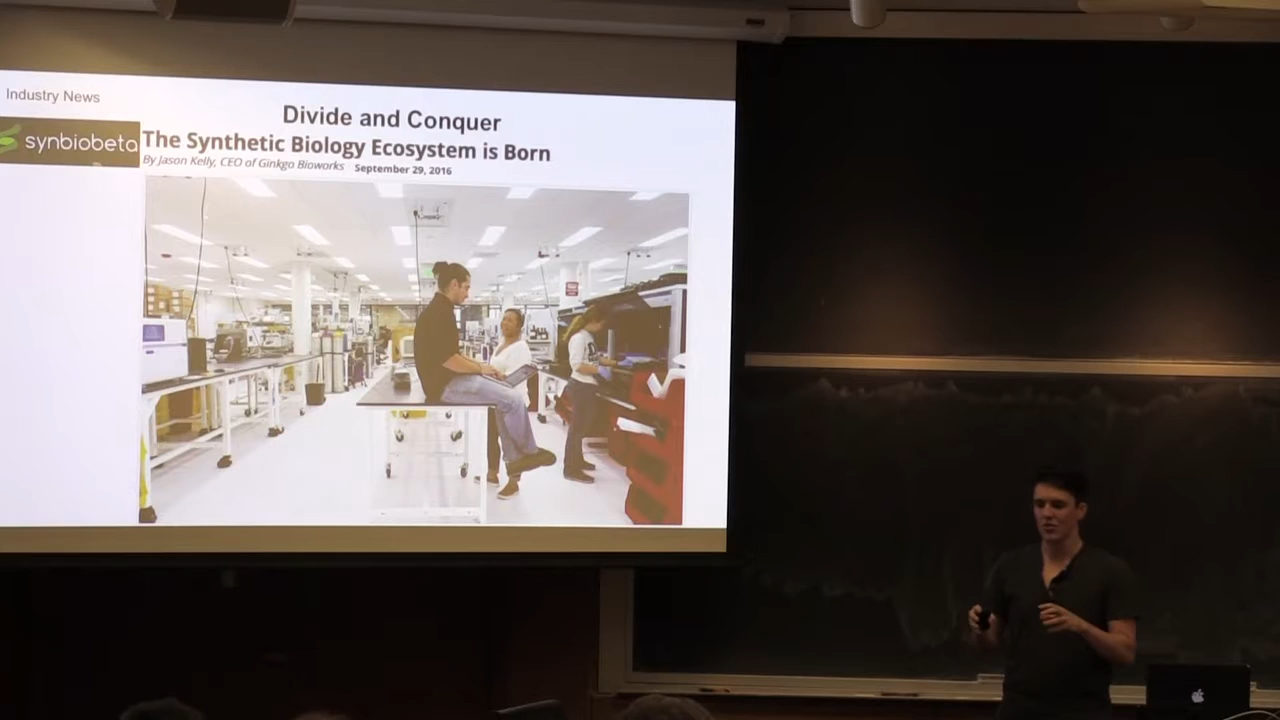 Industry News
Divide and Conquer
synbiobeta
The Synthetic Biology Ecosystem is Born
By Jason Kelly, CEO of Ginkgo Bioworks September 29, 2016